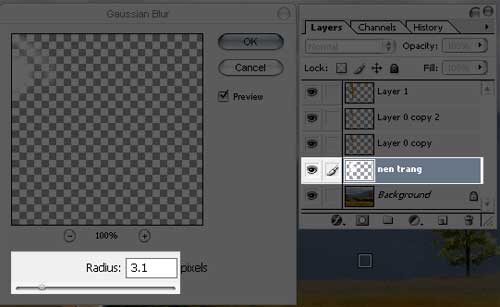 Gaussian Blur
OK
Cancel
Preview
100%
Radius: 3.1 pixels
Layers Channels History
Normal Opacity: 100%
Lock: Fill: 100%
Layer 1
Layer 0 copy 2
Layer 0 copy
nen trang
Background